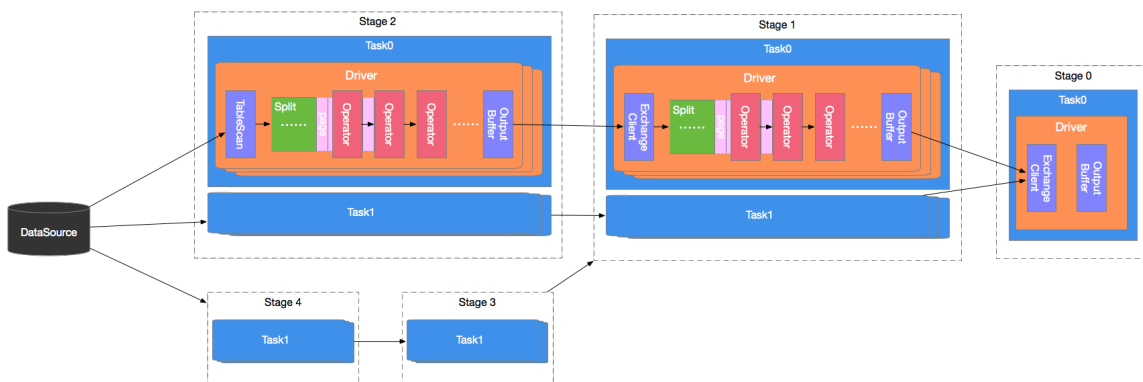 Stage 2
Task0
Driver
TableScan
Split
......
page
Operator
Operator
Operator
......
Output
Buffer
Task1
Stage 1
Task0
Driver
Exchange
Client
Split
......
page
Operator
Operator
Operator
......
Output
Buffer
Task1
Stage 0
Task0
Driver
Exchange
Client
Output
Buffer
DataSource
Stage 4
Task1
Stage 3
Task1